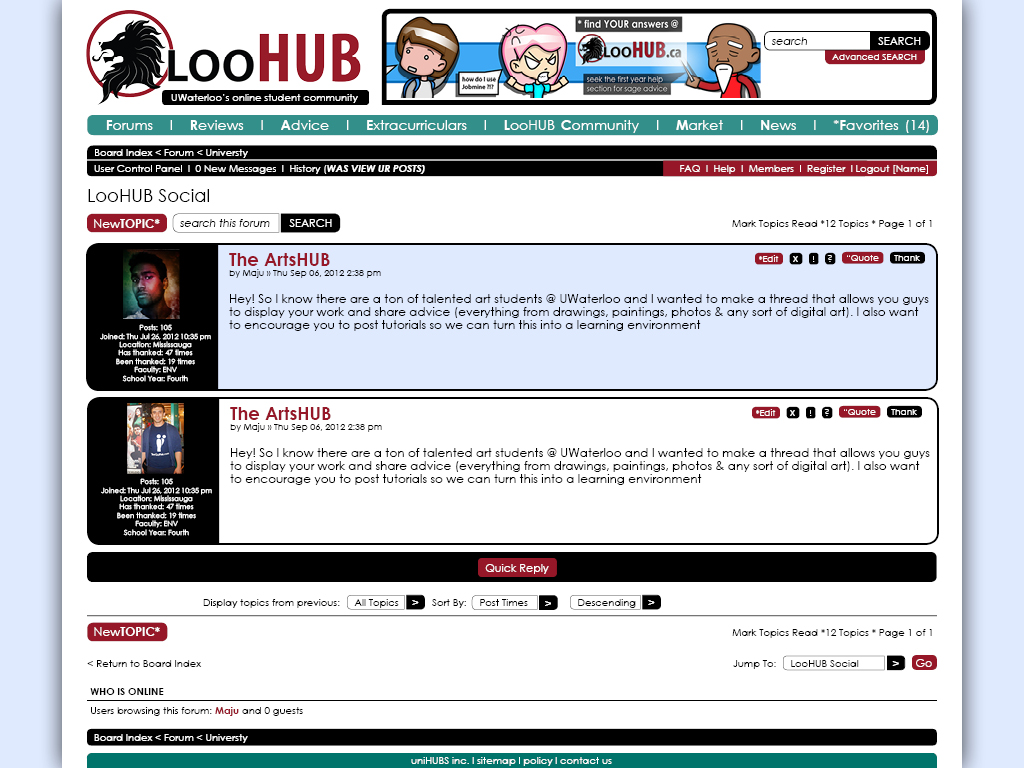 LOOHUB
UWaterloo's online student community
* find YOUR answers @
LOOHUB.ca
how do I use
Jobmine ?!?
seek the first year help
section for sage advice
search SEARCH
Advanced SEARCH
Forums | Reviews | Advice | Extracurriculars | LooHUB Community | Market | News | *Favorites (14)
Board Index < Forum < Universty
User Control Panel | 0 New Messages | History (WAS VIEW UR POSTS) FAQ | Help | Members | Register | Logout [Name]
LooHUB Social
NewTOPIC* search this forum SEARCH Mark Topics Read *12 Topics * Page 1 of 1
The ArtsHUB *Edit X ! ? "Quote Thank
by Maju » Thu Sep 06, 2012 2:38 pm
Hey! So I know there are a ton of talented art students @ UWaterloo and I wanted to make a thread that allows you guys
to display your work and share advice (everything from drawings, paintings, photos & any sort of digital art). I also want
to encourage you to post tutorials so we can turn this into a learning environment
Posts: 105
Joined: Thu Jul 26, 2012 10:35 pm
Location: Mississauga
Has thanked: 47 times
Been thanked: 19 times
Faculty: ENV
School Year: Fourth
The ArtsHUB *Edit X ! ? "Quote Thank
by Maju » Thu Sep 06, 2012 2:38 pm
Hey! So I know there are a ton of talented art students @ UWaterloo and I wanted to make a thread that allows you guys
to display your work and share advice (everything from drawings, paintings, photos & any sort of digital art). I also want
to encourage you to post tutorials so we can turn this into a learning environment
Posts: 105
Joined: Thu Jul 26, 2012 10:35 pm
Location: Mississauga
Has thanked: 47 times
Been thanked: 19 times
Faculty: ENV
School Year: Fourth
Quick Reply
Display topics from previous: All Topics > Sort By: Post Times > Descending >
NewTOPIC* Mark Topics Read *12 Topics * Page 1 of 1
< Return to Board Index Jump To: LooHUB Social > Go
WHO IS ONLINE
Users browsing this forum: Maju and 0 guests
Board Index < Forum < Universty
uniHUBS inc. | sitemap | policy | contact us